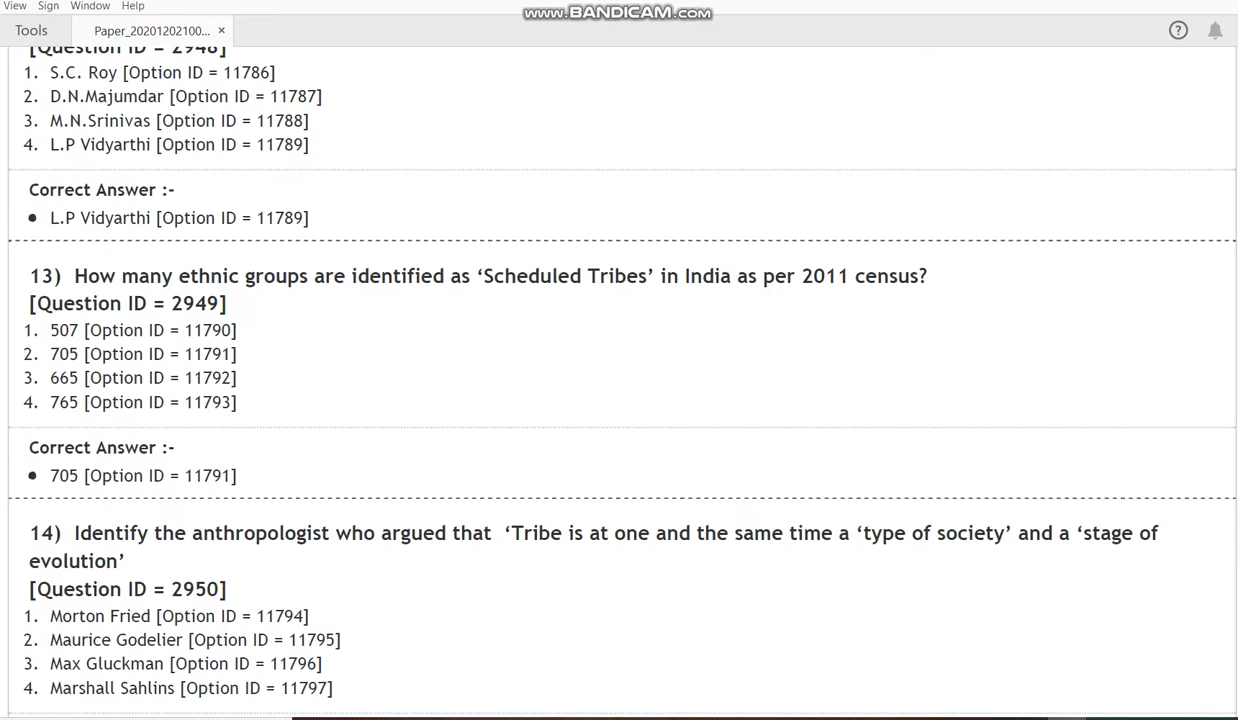 View Sign Window Help
www.BANDICAM.com
Tools Paper_20201202100... ×
[Question ID = 2948]
1. S.C. Roy [Option ID = 11786]
2. D.N.Majumdar [Option ID = 11787]
3. M.N.Srinivas [Option ID = 11788]
4. L.P Vidyarthi [Option ID = 11789]
Correct Answer :-
• L.P Vidyarthi [Option ID = 11789]
13) How many ethnic groups are identified as ‘Scheduled Tribes’ in India as per 2011 census?
[Question ID = 2949]
1. 507 [Option ID = 11790]
2. 705 [Option ID = 11791]
3. 665 [Option ID = 11792]
4. 765 [Option ID = 11793]
Correct Answer :-
• 705 [Option ID = 11791]
14) Identify the anthropologist who argued that ‘Tribe is at one and the same time a ‘type of society’ and a ‘stage of
evolution’
[Question ID = 2950]
1. Morton Fried [Option ID = 11794]
2. Maurice Godelier [Option ID = 11795]
3. Max Gluckman [Option ID = 11796]
4. Marshall Sahlins [Option ID = 11797]